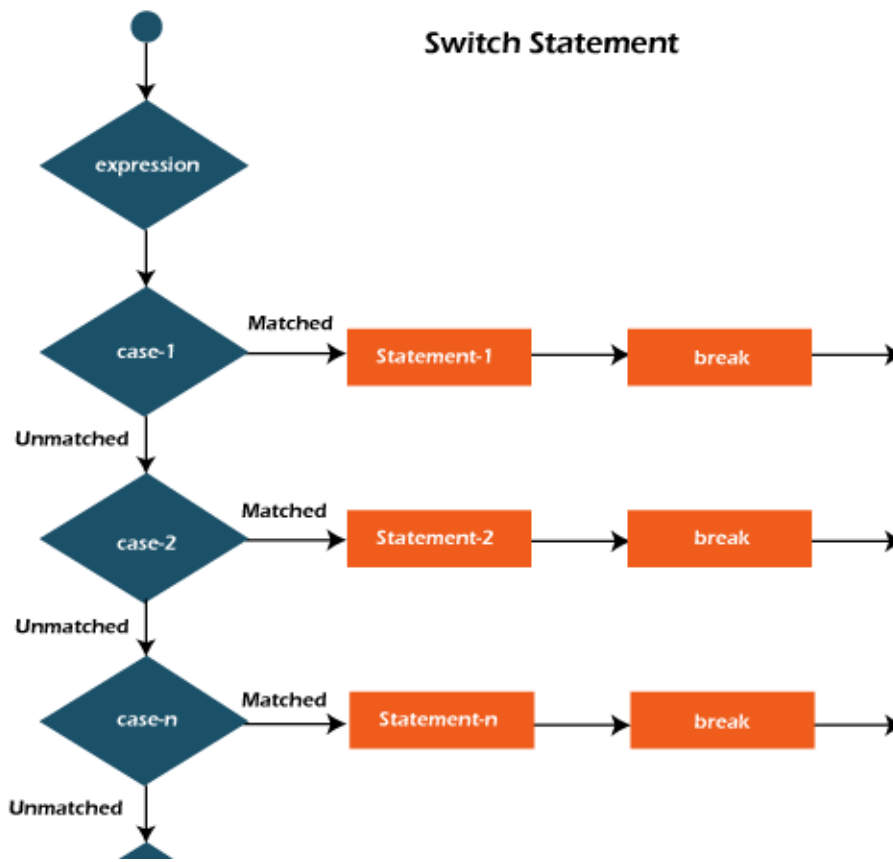 Switch Statement
expression
Matched
case-1
Statement-1
break
Unmatched
Matched
case-2
Statement-2
break
Unmatched
Matched
case-n
Statement-n
break
Unmatched